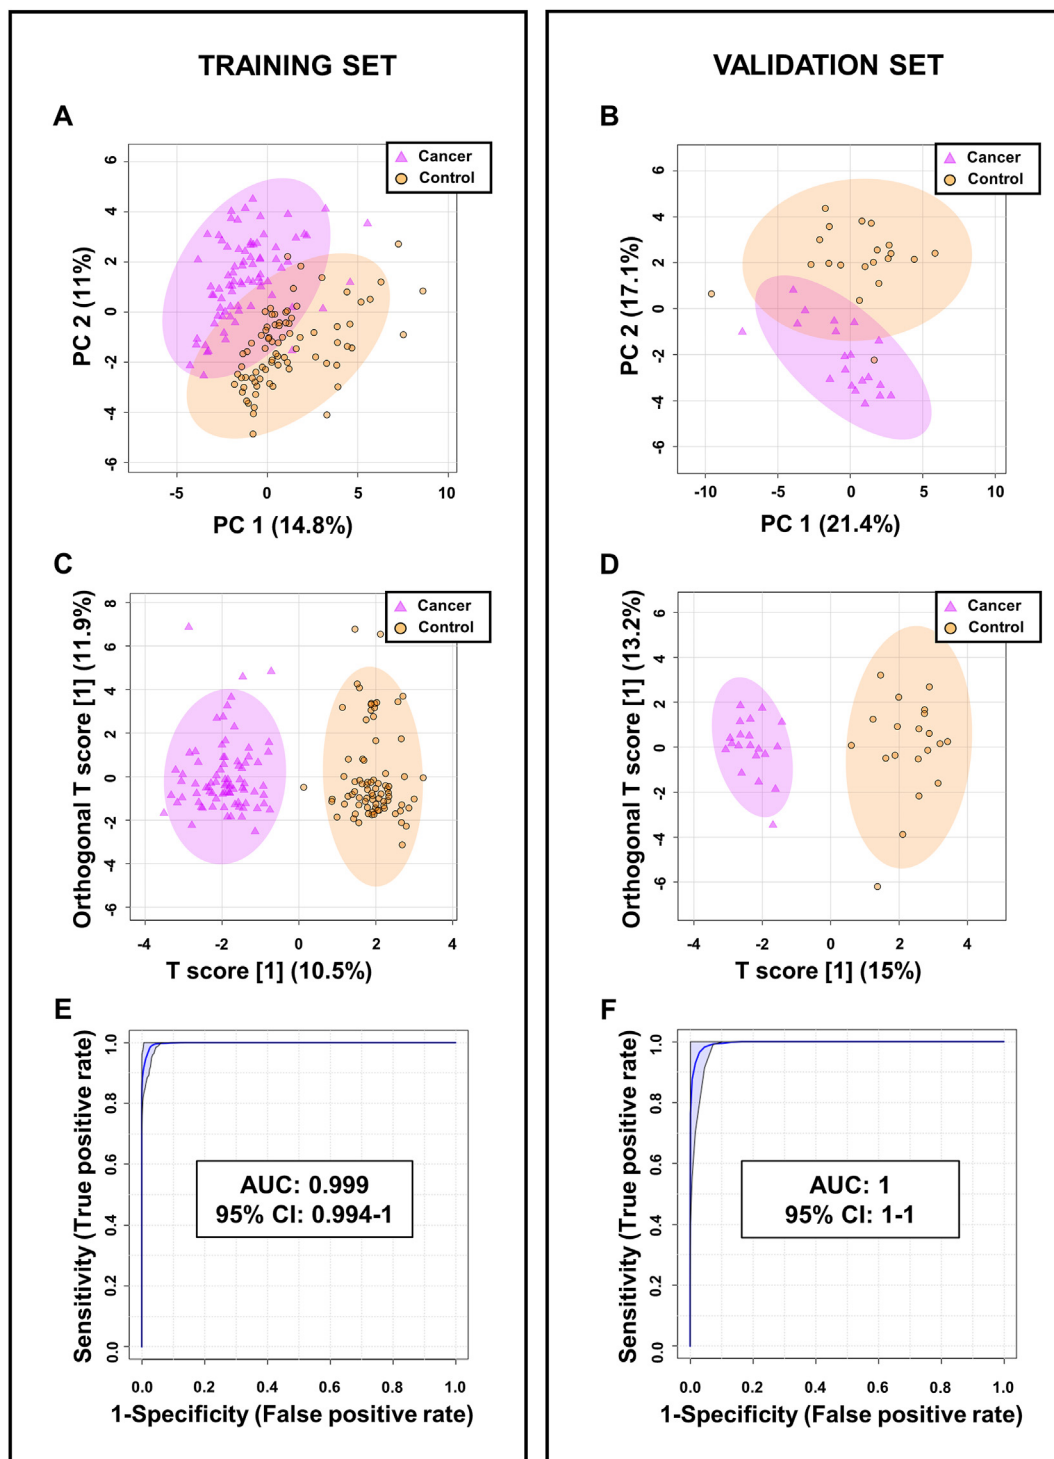 TRAINING SET
A
Cancer
Control
6
4
2
0
-2
-4
-6
PC 2 (11%)
-5
0
5
10
PC 1 (14.8%)
C
Cancer
Control
8
6
4
2
0
-2
-4
-6
Orthogonal T score [1] (11.9%)
-4
-2
0
2
4
T score [1] (10.5%)
E
1.0
0.8
0.6
0.4
0.2
0.0
Sensitivity (True positive rate)
AUC: 0.999
95% CI: 0.994-1
0.0
0.2
0.4
0.6
0.8
1.0
1-Specificity (False positive rate)
VALIDATION SET
B
Cancer
Control
6
4
2
0
-2
-4
-6
PC 2 (17.1%)
-10
-5
0
5
10
PC 1 (21.4%)
D
Cancer
Control
6
4
2
0
-2
-4
-6
Orthogonal T score [1] (13.2%)
-4
-2
0
2
4
T score [1] (15%)
F
1.0
0.8
0.6
0.4
0.2
0.0
Sensitivity (True positive rate)
AUC: 1
95% CI: 1-1
0.0
0.2
0.4
0.6
0.8
1.0
1-Specificity (False positive rate)